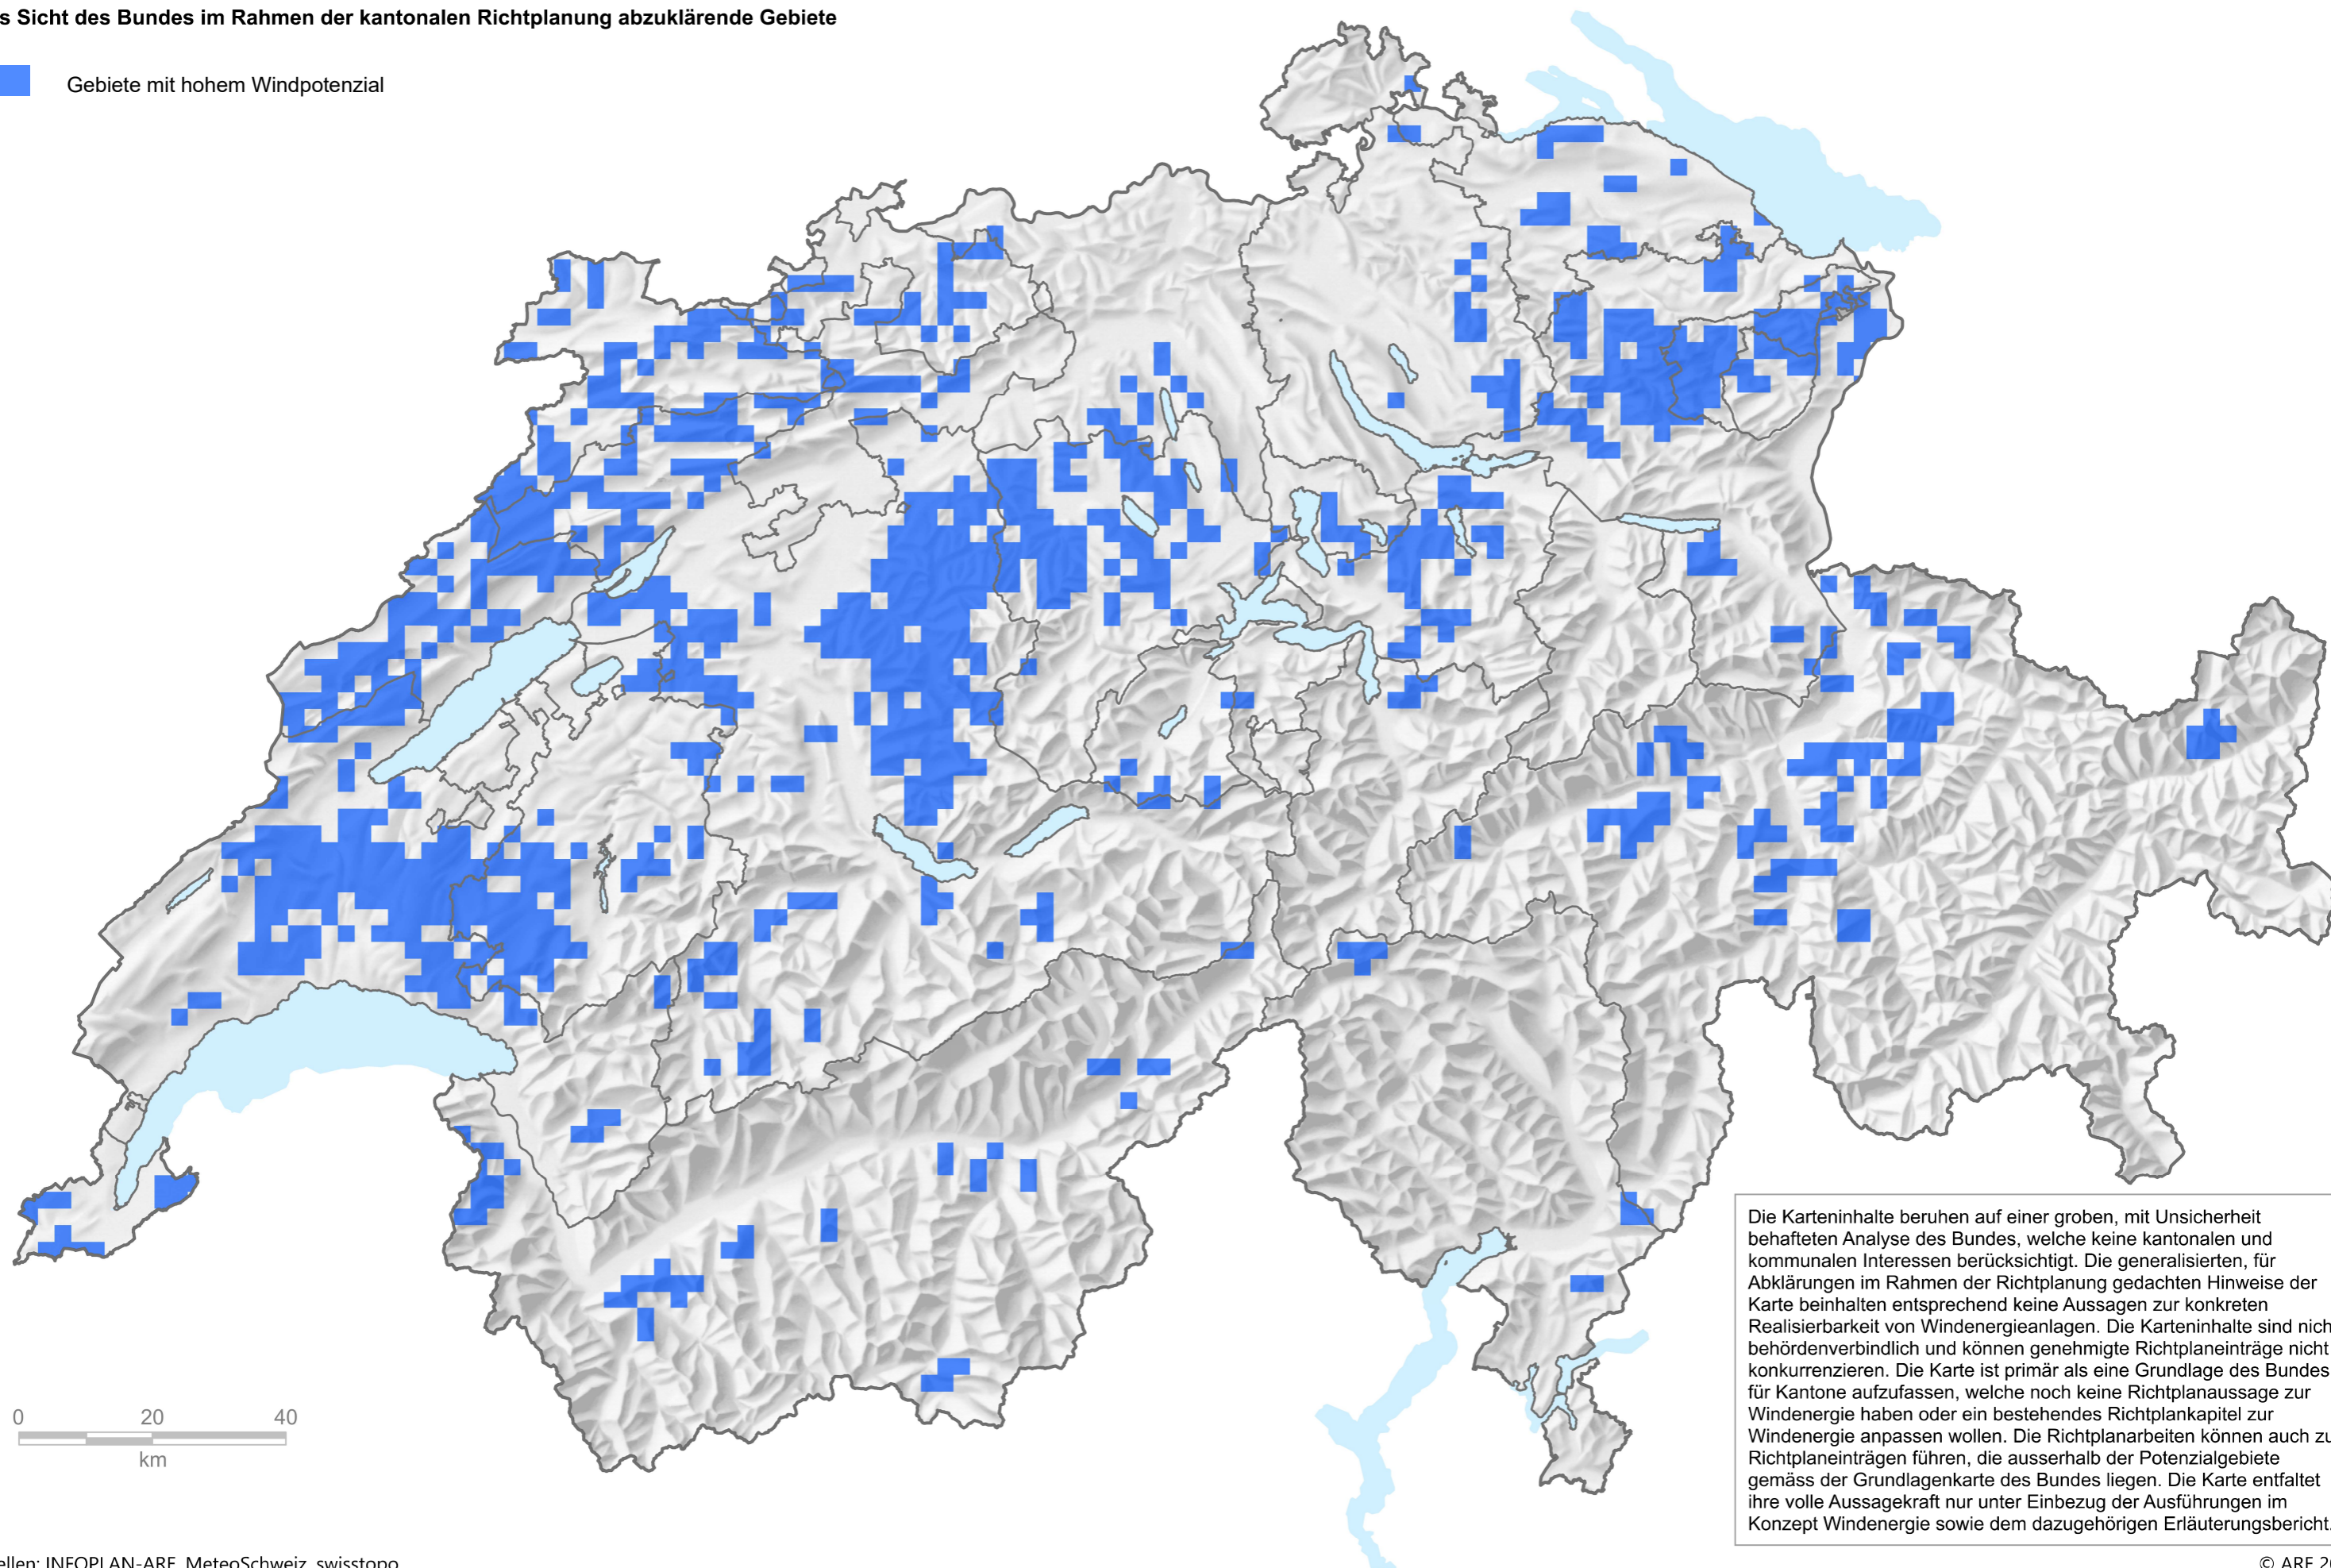 s Sicht des Bundes im Rahmen der kantonalen Richtplanung abzuklärende Gebiete
Gebiete mit hohem Windpotenzial
Die Karteninhalte beruhen auf einer groben, mit Unsicherheit
behafteten Analyse des Bundes, welche keine kantonalen und
kommunalen Interessen berücksichtigt. Die generalisierten, für
Abklärungen im Rahmen der Richtplanung gedachten Hinweise der
Karte beinhalten entsprechend keine Aussagen zur konkreten
Realisierbarkeit von Windenergieanlagen. Die Karteninhalte sind nich
behördenverbindlich und können genehmigte Richtplaneinträge nicht
konkurrenzieren. Die Karte ist primär als eine Grundlage des Bundes
für Kantone aufzufassen, welche noch keine Richtplanaussage zur
Windenergie haben oder ein bestehendes Richtplankapitel zur
Windenergie anpassen wollen. Die Richtplanarbeiten können auch zu
Richtplaneinträgen führen, die ausserhalb der Potenzialgebiete
gemäss der Grundlagenkarte des Bundes liegen. Die Karte entfaltet
ihre volle Aussagekraft nur unter Einbezug der Ausführungen im
Konzept Windenergie sowie dem dazugehörigen Erläuterungsbericht.
0 20 40
km
ellen: INFOPLAN-ARE, MeteoSchweiz, swisstopo
© ARE 20